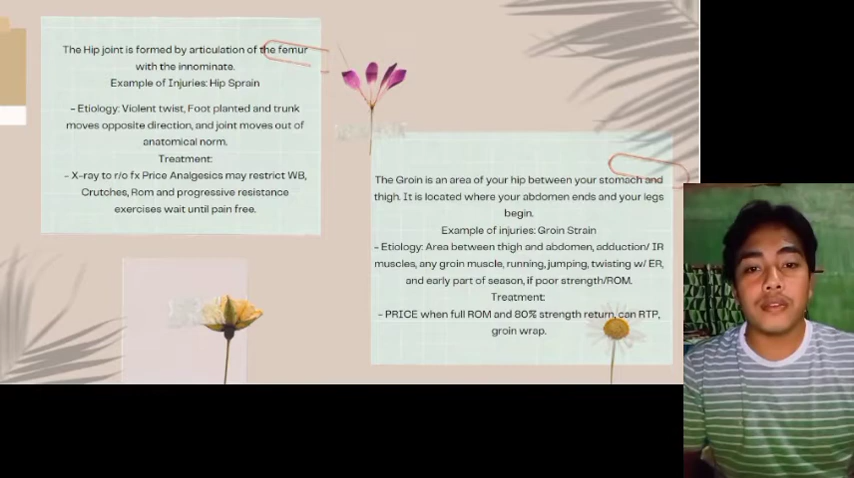 The Hip joint is formed by articulation of the femur
with the innominate.
Example of Injuries: Hip Sprain
- Etiology: Violent twist, Foot planted and trunk
moves opposite direction, and joint moves out of
anatomical norm.
Treatment:
- X-ray to r/o fx Price Analgesics may restrict WB,
Crutches, Rom and progressive resistance
exercises wait until pain free.
The Groin is an area of your hip between your stomach and
thigh. It is located where your abdomen ends and your legs
begin.
Example of injuries: Groin Strain
- Etiology: Area between thigh and abdomen, adduction/ IR
muscles, any groin muscle, running, jumping, twisting w/ ER,
and early part of season, if poor strength/ROM.
Treatment:
- PRICE when full ROM and 80% strength return, can RTP,
groin wrap.